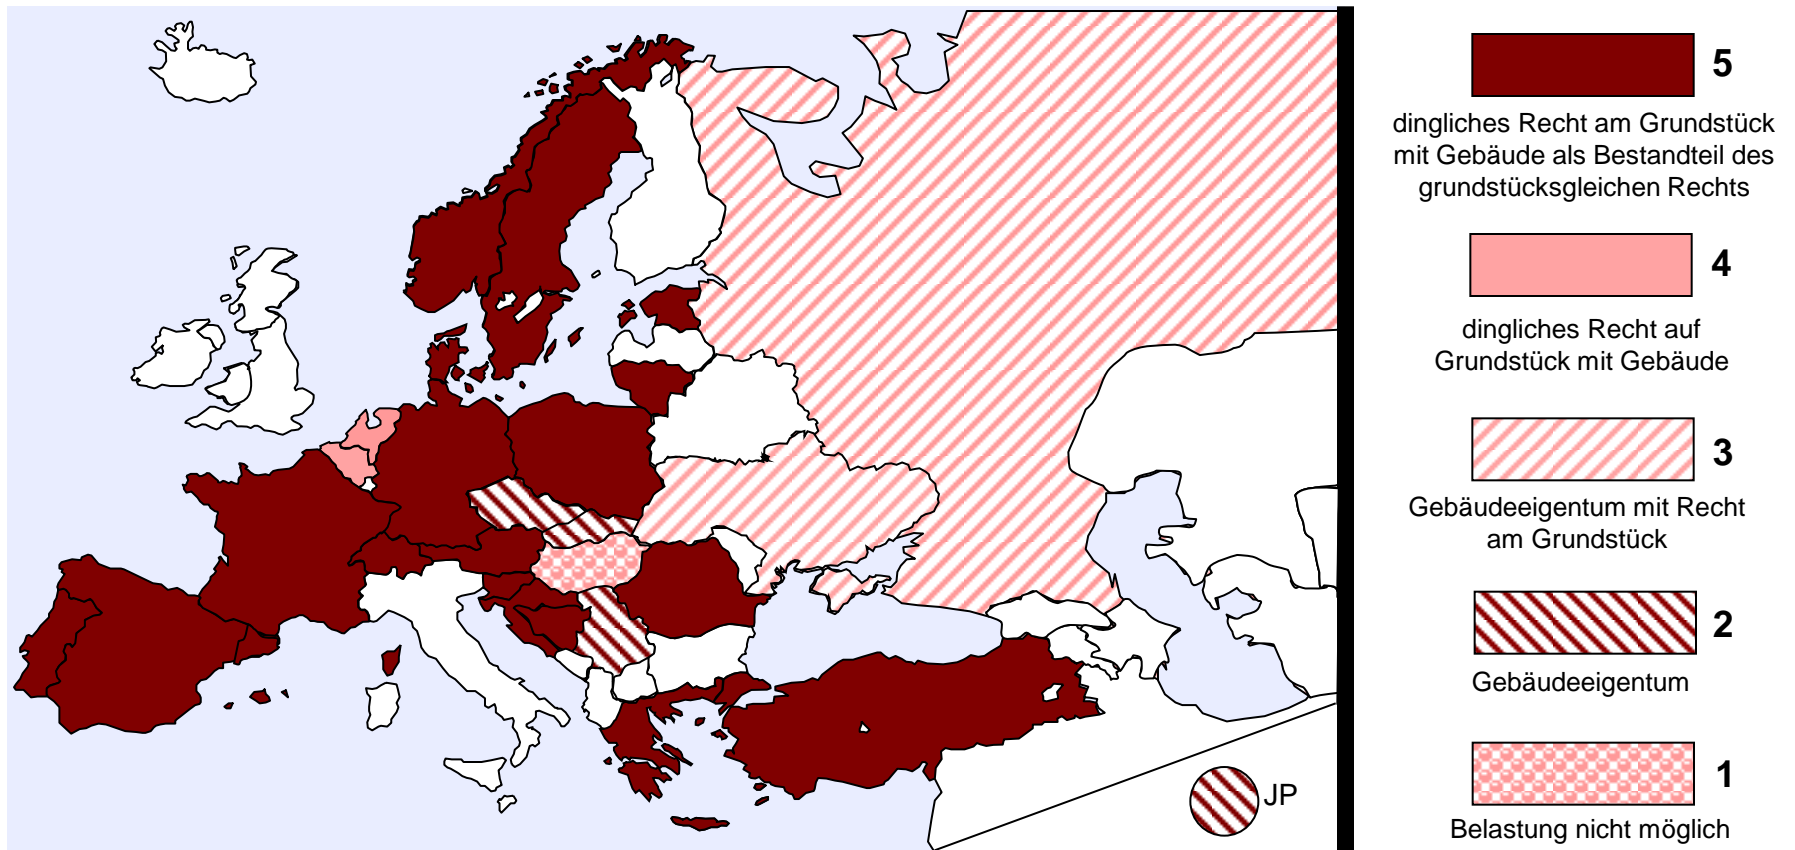 5
dingliches Recht am Grundstück
mit Gebäude als Bestandteil des
grundstücksgleichen Rechts
4
dingliches Recht auf
Grundstück mit Gebäude
3
Gebäudeeigentum mit Recht
am Grundstück
2
Gebäudeeigentum
1
Belastung nicht möglich
JP